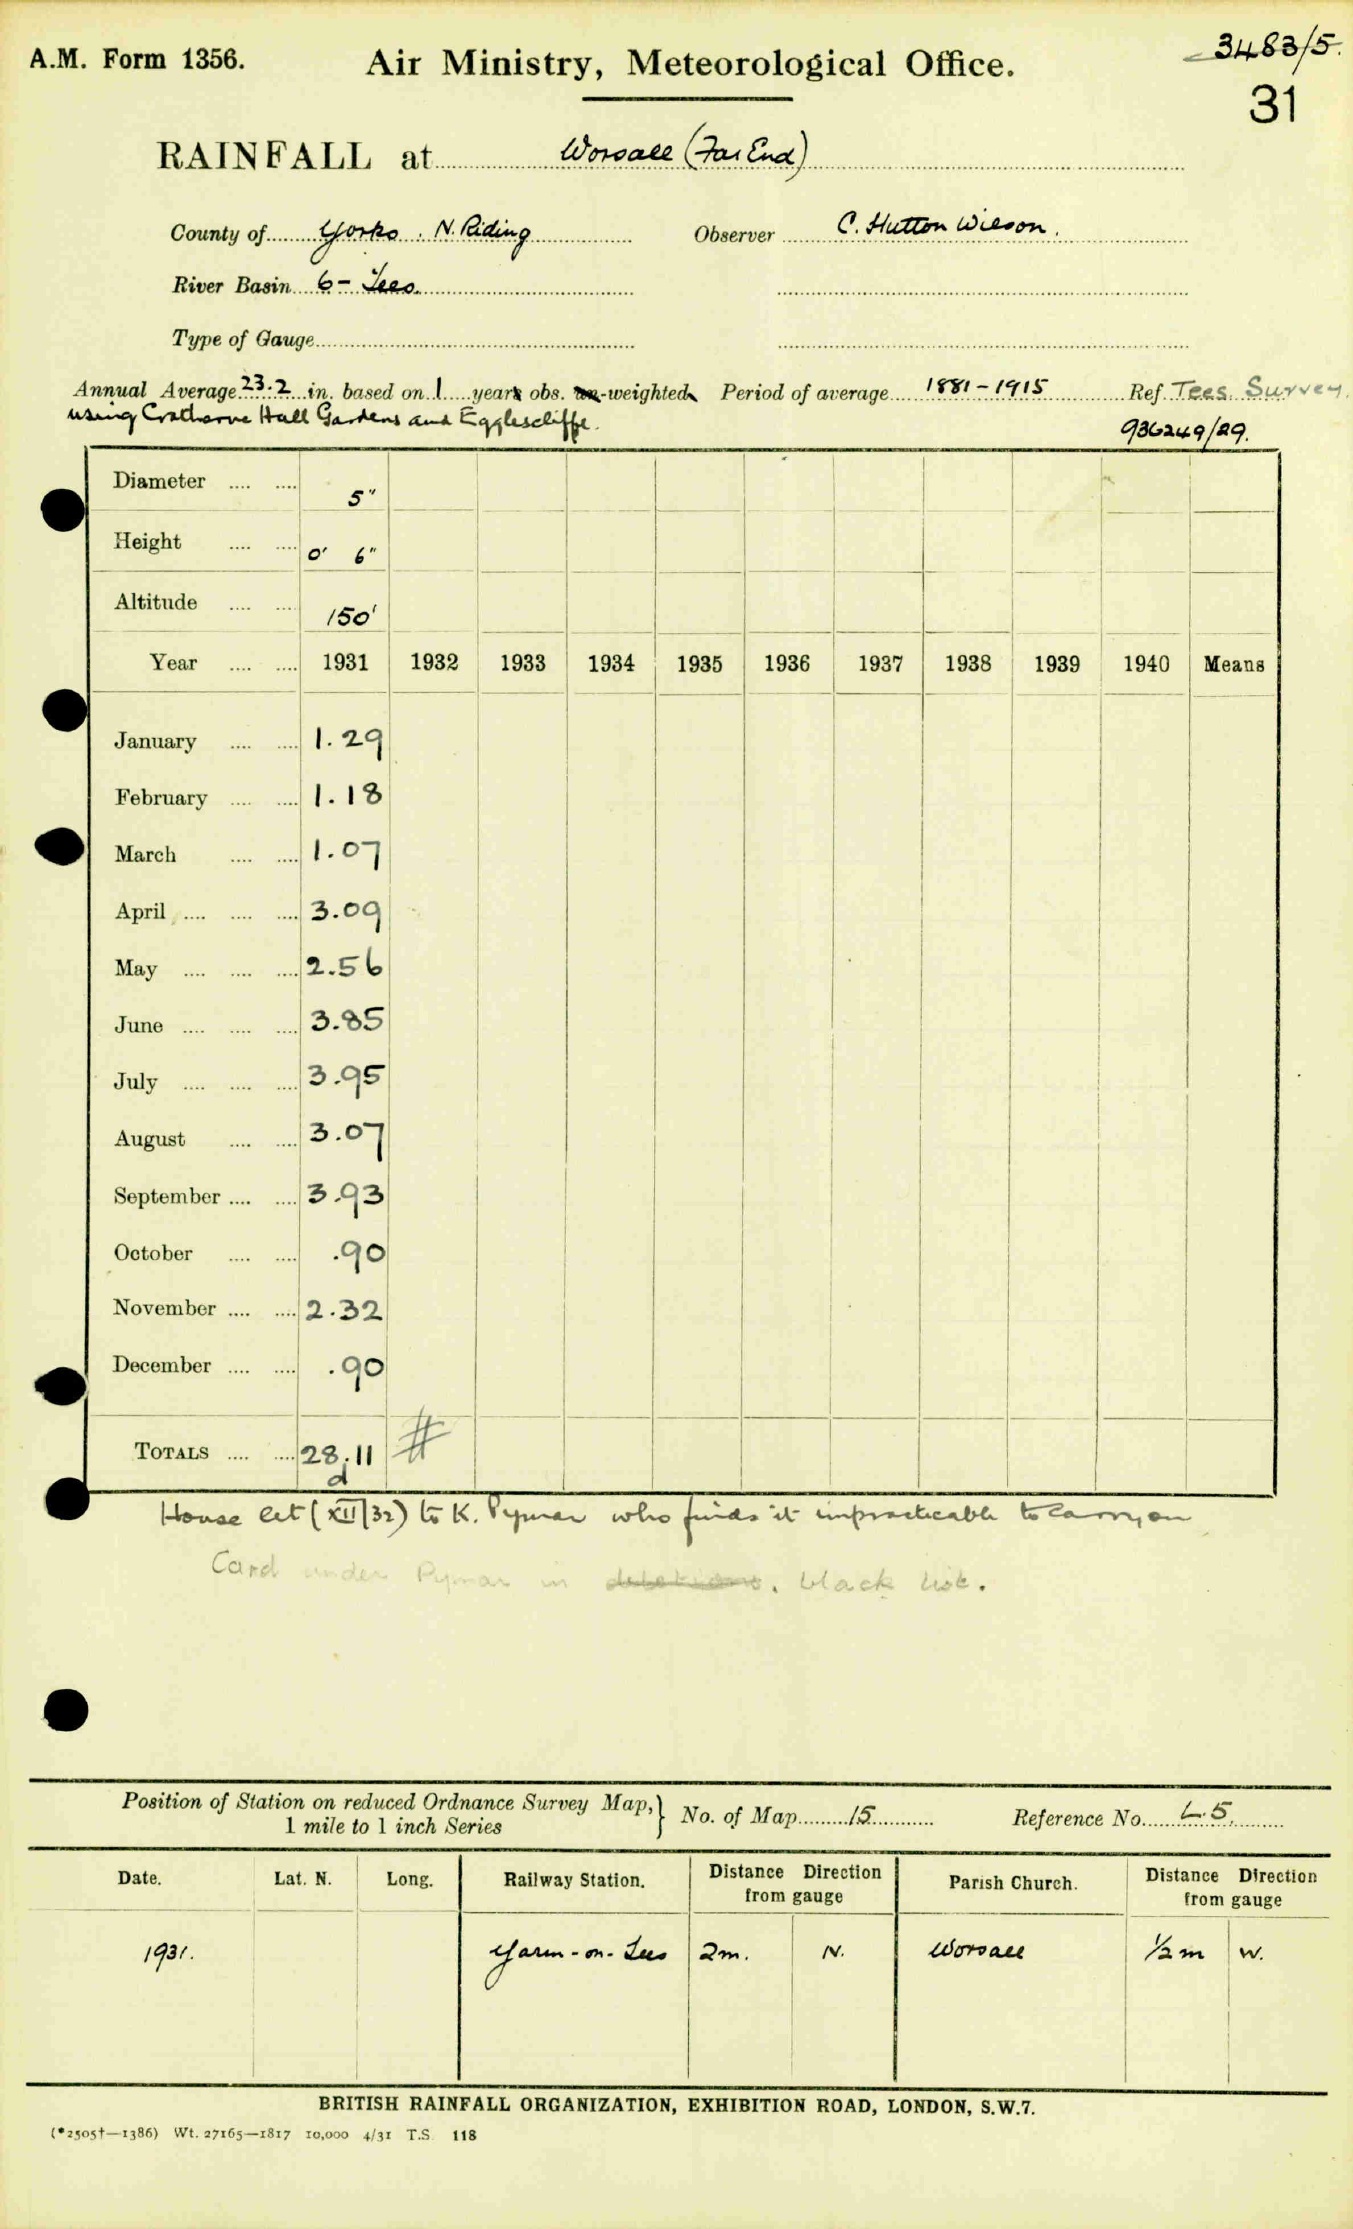 A.M. Form 1356.
Air Ministry, Meteorological Office.
3483/5.
31
RAINFALL at Worsall (Far End)
County of Yorks. N. Riding Observer C. Hutton Wilson.
River Basin 6 - Tees.
Type of Gauge
Annual Average 23.2 in. based on 1 years obs. un-weighted. Period of average 1881-1915 Ref. Tees Survey.
using Crathorne Hall Gardens and Egglescliffe. 936249/29.
Diameter 5"
Height 0' 6"
Altitude 150'
Year 1931 1932 1933 1934 1935 1936 1937 1938 1939 1940 Means
January 1.29
February 1.18
March 1.07
April 3.09
May 2.56
June 3.85
July 3.95
August 3.07
September 3.93
October .90
November 2.32
December .90
TOTALS 28.11 #
d
House let (XII/32) to K. Pymar who finds it impracticable to carry on
Card under Pymar in deletions. black list.
Position of Station on reduced Ordnance Survey Map, } No. of Map 15 Reference No. L.5.
1 mile to 1 inch Series
Date. Lat. N. Long. Railway Station. Distance Direction from gauge Parish Church. Distance Direction from gauge
1931. Yarm-on-Tees 2m. N. Worsall 1/2 m W.
BRITISH RAINFALL ORGANIZATION, EXHIBITION ROAD, LONDON, S.W.7.
(*2505†—1386) Wt. 27165—1817 10,000 4/31 T.S. 118